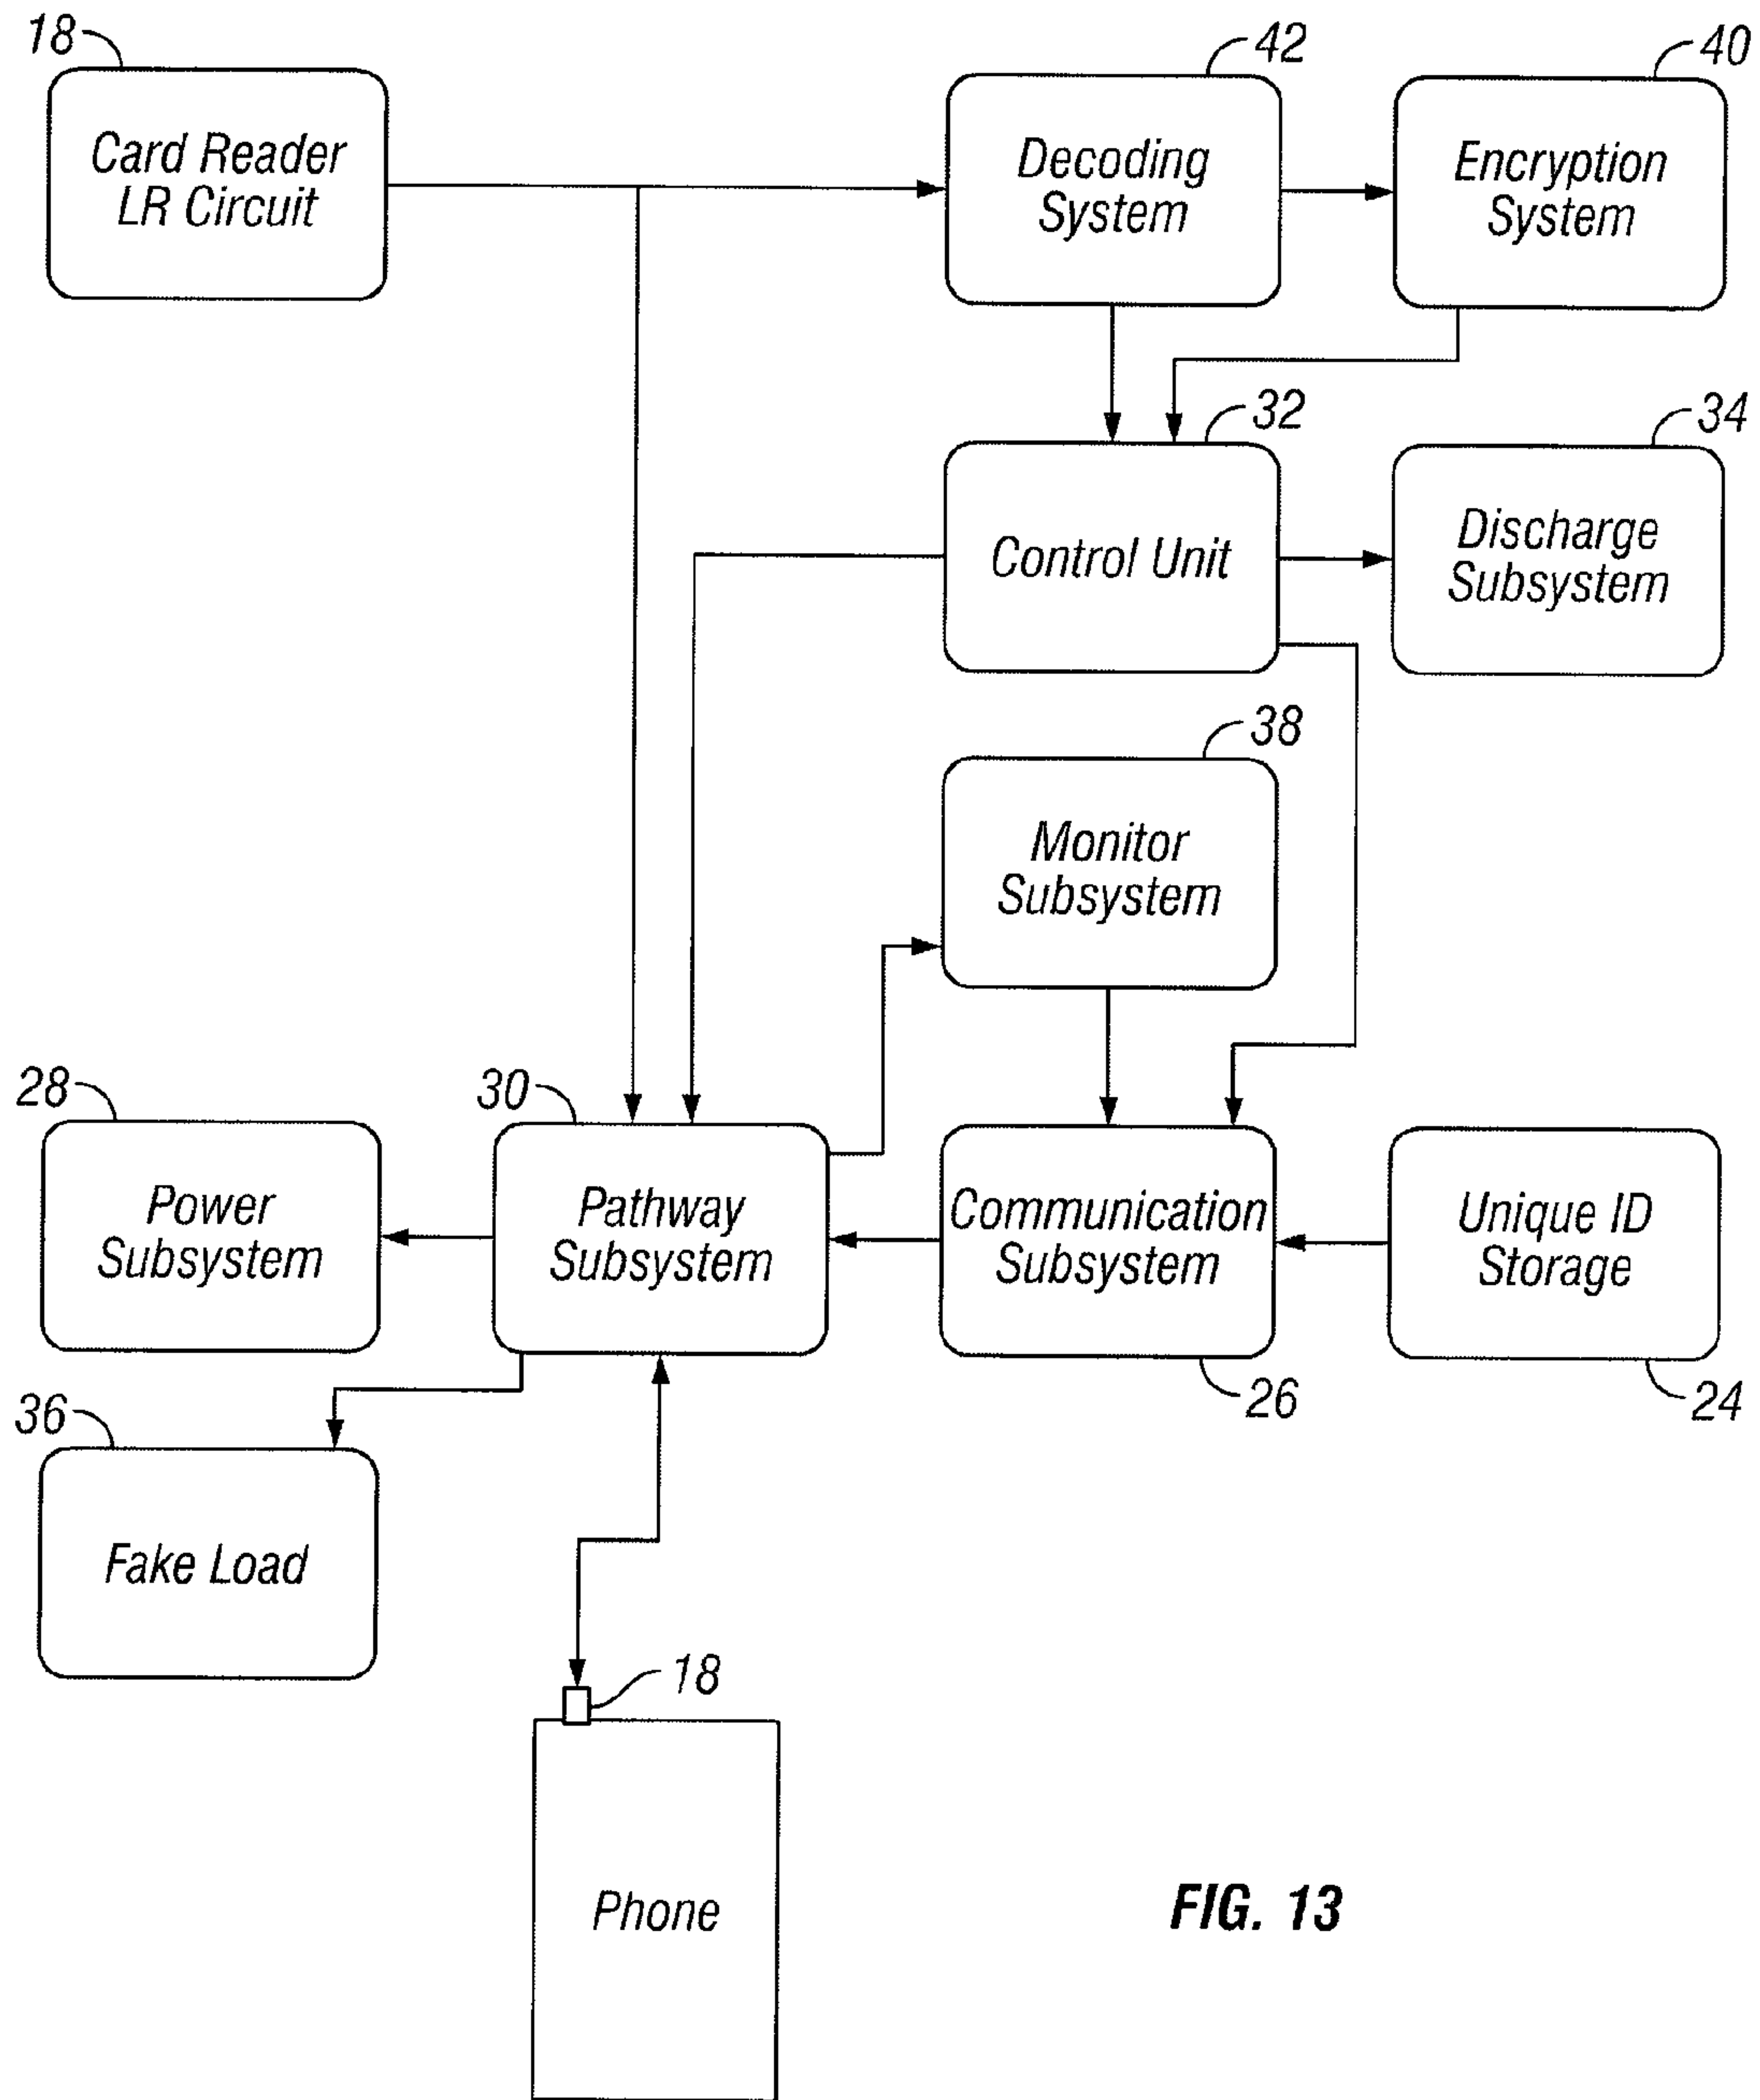 18
Card Reader
LR Circuit
42
Decoding
System
40
Encryption
System
32
Control Unit
34
Discharge
Subsystem
38
Monitor
Subsystem
28
Power
Subsystem
30
Pathway
Subsystem
Communication
Subsystem
26
Unique ID
Storage
24
36
Fake Load
18
Phone
FIG. 13